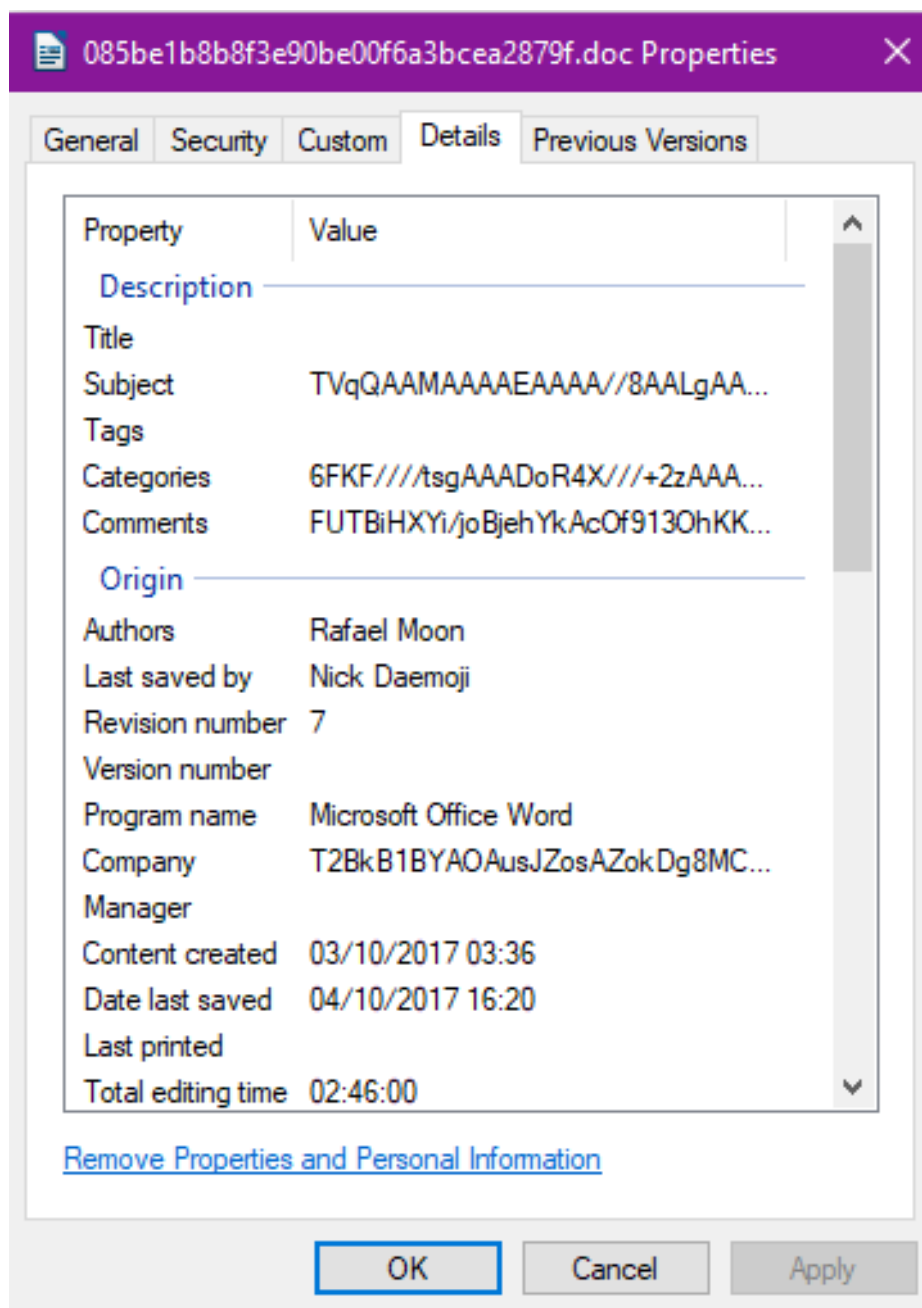 085be1b8b8f3e90be00f6a3bcea2879f.doc Properties
General Security Custom Details Previous Versions
Property Value
Description
Title
Subject TVqQAAMAAAAEAAAA//8AALgAA...
Tags
Categories 6FKF////tsgAAADoR4X///+2zAAA...
Comments FUTBiHXYi/joBjehYkAcOf913OhKK...
Origin
Authors Rafael Moon
Last saved by Nick Daemoji
Revision number 7
Version number
Program name Microsoft Office Word
Company T2BkB1BYAOAusJZosAZokDg8MC...
Manager
Content created 03/10/2017 03:36
Date last saved 04/10/2017 16:20
Last printed
Total editing time 02:46:00
Remove Properties and Personal Information
OK Cancel Apply